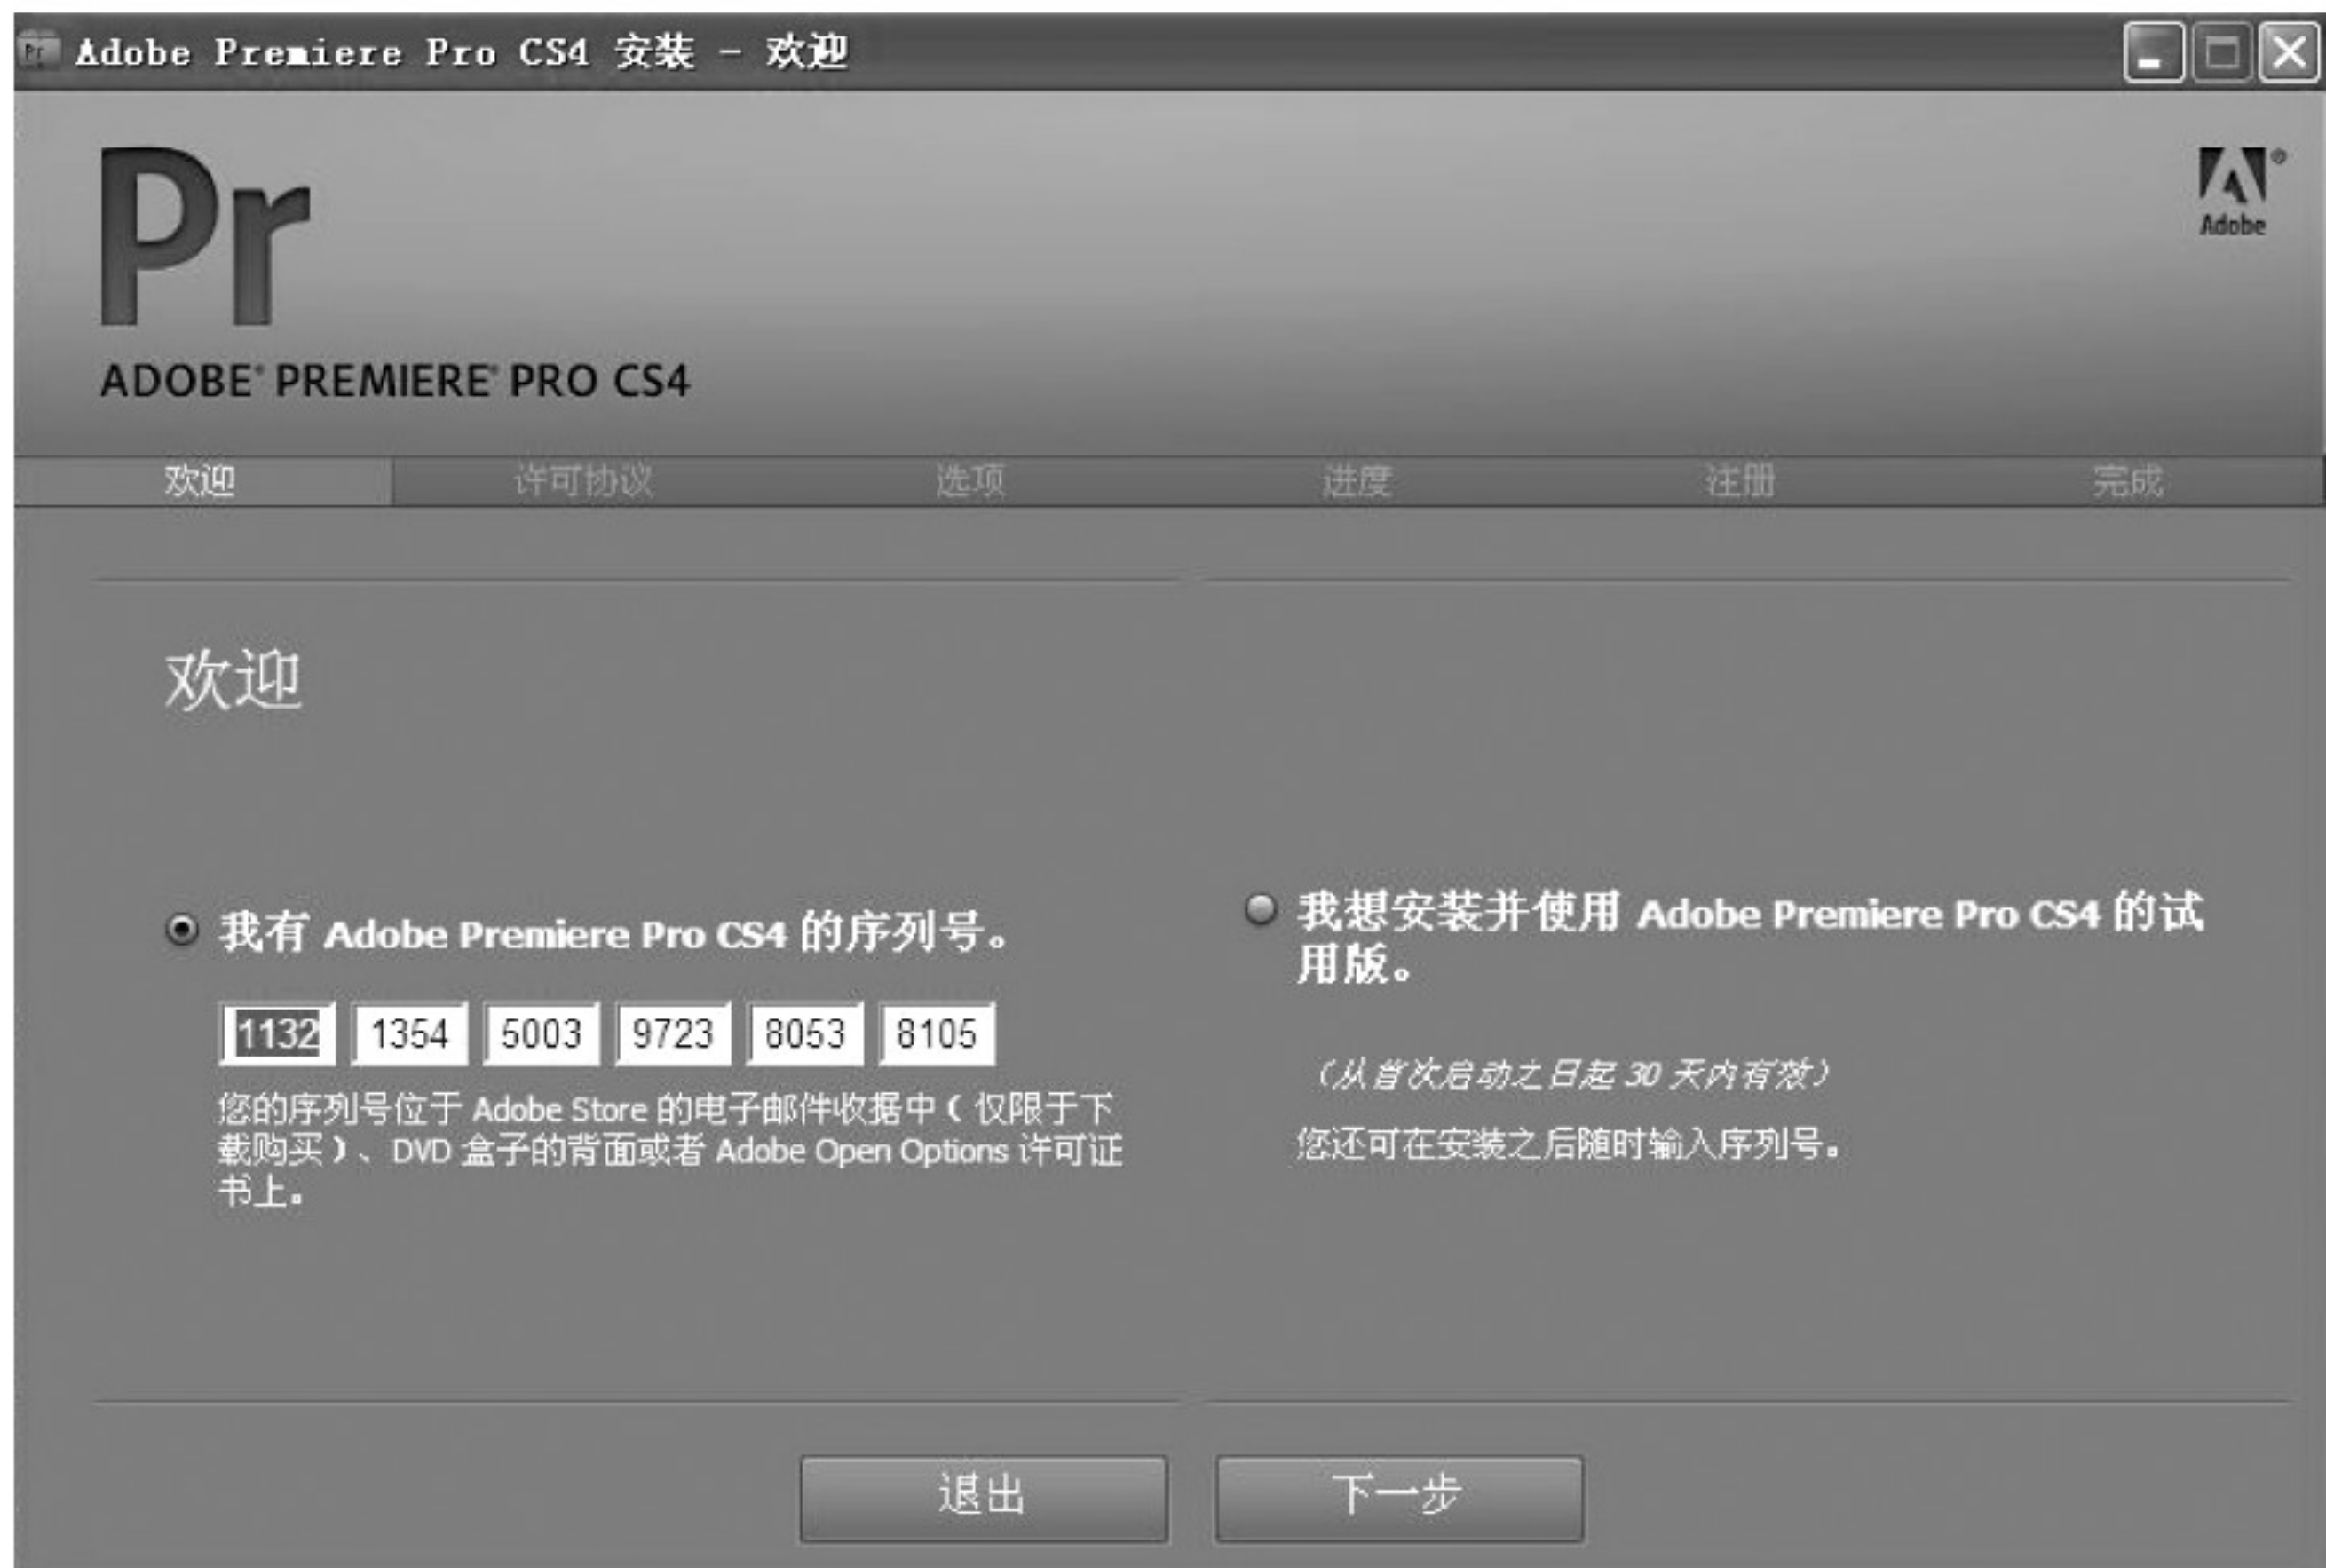 Adobe Premiere Pro CS4 安装 - 欢迎
Pr
Adobe
ADOBE® PREMIERE® PRO CS4
欢迎 许可协议 选项 进度 注册 完成
欢迎
我有 Adobe Premiere Pro CS4 的序列号。
1132 1354 5003 9723 8053 8105
您的序列号位于 Adobe Store 的电子邮件收据中（仅限于下
载购买）、DVD 盒子的背面或者 Adobe Open Options 许可证
书上。
我想安装并使用 Adobe Premiere Pro CS4 的试
用版。
（从首次启动之日起 30 天内有效）
您还可在安装之后随时输入序列号。
退出 下一步